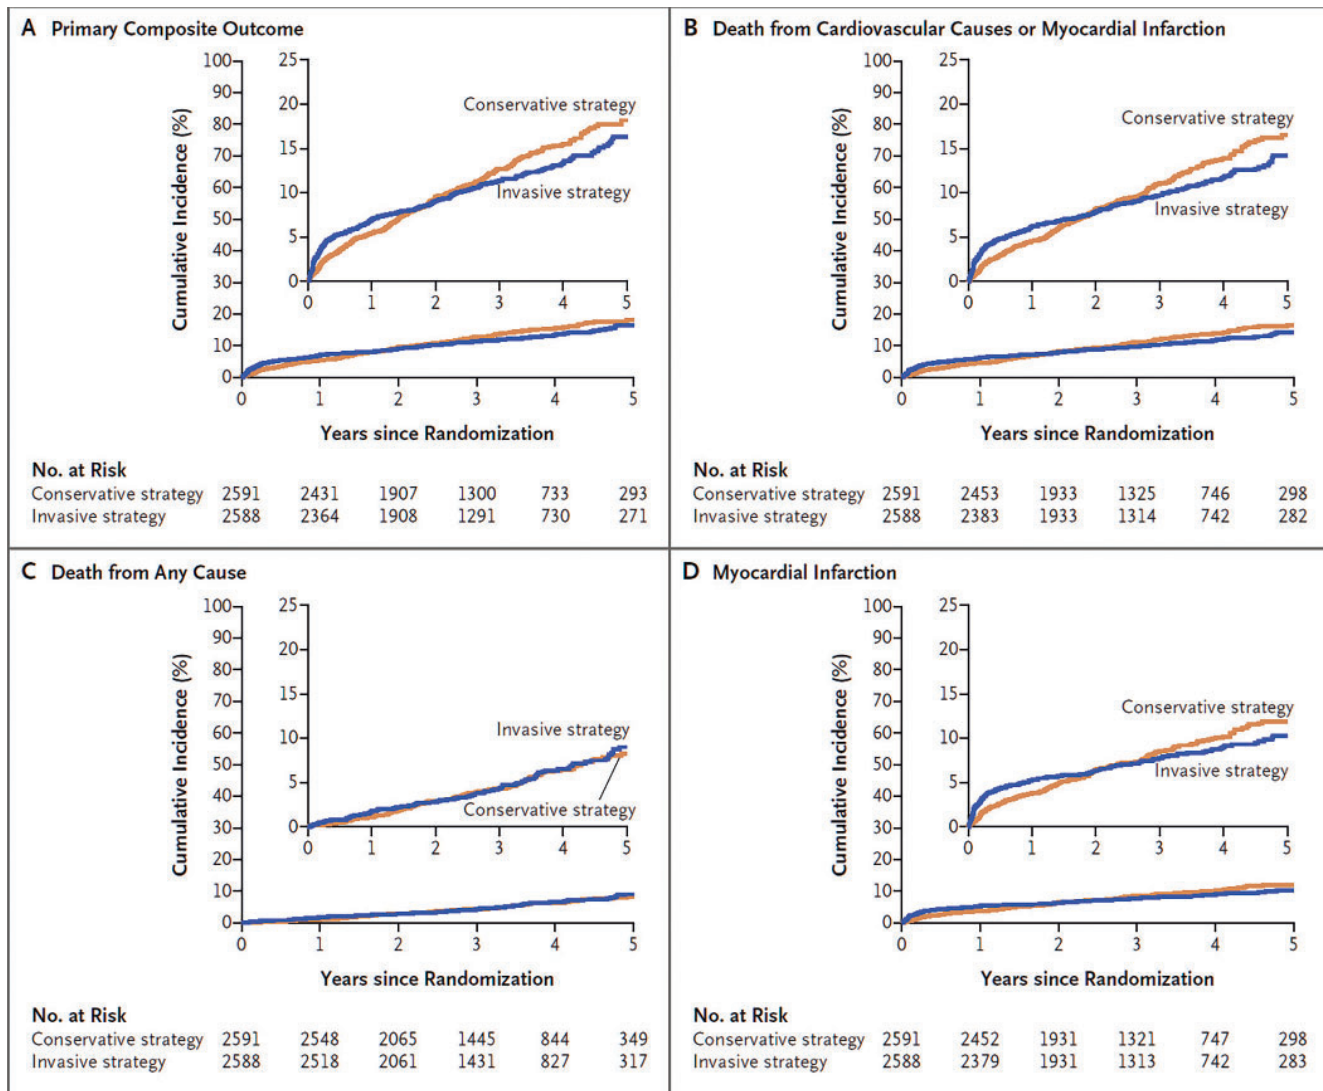 A Primary Composite Outcome
Cumulative Incidence (%)
100
90
80
70
60
50
40
30
20
10
0
25
20
15
10
5
0
Conservative strategy
Invasive strategy
0 1 2 3 4 5
0 1 2 3 4 5
Years since Randomization
No. at Risk
Conservative strategy 2591 2431 1907 1300 733 293
Invasive strategy 2588 2364 1908 1291 730 271
B Death from Cardiovascular Causes or Myocardial Infarction
Cumulative Incidence (%)
100
90
80
70
60
50
40
30
20
10
0
25
20
15
10
5
0
Conservative strategy
Invasive strategy
0 1 2 3 4 5
0 1 2 3 4 5
Years since Randomization
No. at Risk
Conservative strategy 2591 2453 1933 1325 746 298
Invasive strategy 2588 2383 1933 1314 742 282
C Death from Any Cause
Cumulative Incidence (%)
100
90
80
70
60
50
40
30
20
10
0
25
20
15
10
5
0
Invasive strategy
Conservative strategy
0 1 2 3 4 5
0 1 2 3 4 5
Years since Randomization
No. at Risk
Conservative strategy 2591 2548 2065 1445 844 349
Invasive strategy 2588 2518 2061 1431 827 317
D Myocardial Infarction
Cumulative Incidence (%)
100
90
80
70
60
50
40
30
20
10
0
25
20
15
10
5
0
Conservative strategy
Invasive strategy
0 1 2 3 4 5
0 1 2 3 4 5
Years since Randomization
No. at Risk
Conservative strategy 2591 2452 1931 1321 747 298
Invasive strategy 2588 2379 1931 1313 742 283